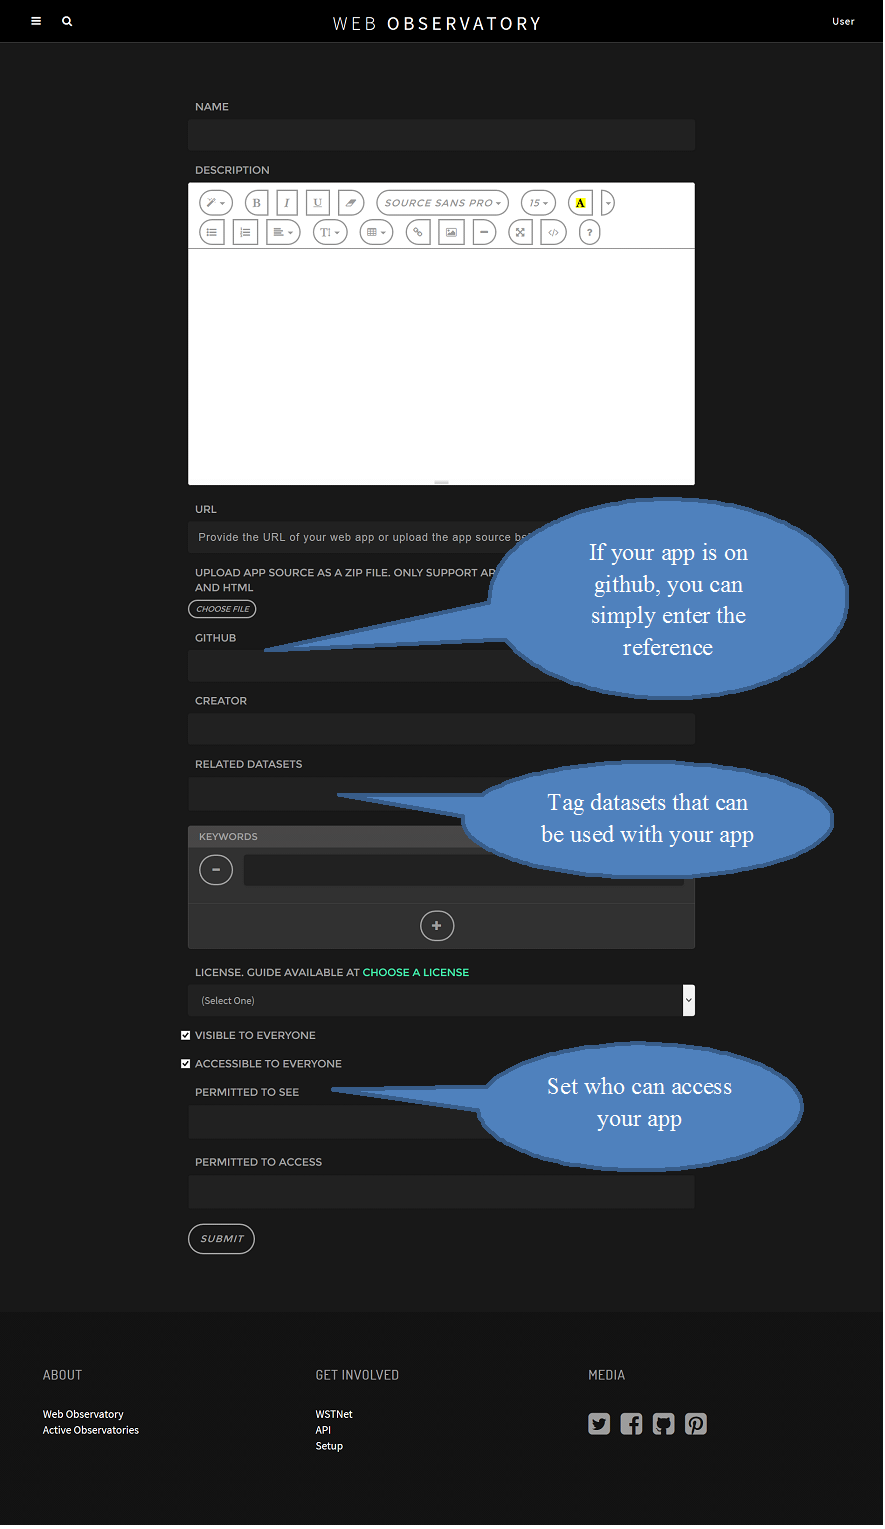 WEB OBSERVATORY
User
NAME
DESCRIPTION
B I U SOURCE SANS PRO 15 A
T! </> ?
URL
Provide the URL of your web app or upload the app source
UPLOAD APP SOURCE AS A ZIP FILE. ONLY SUPPORT
AND HTML
CHOOSE FILE
If your app is on
github, you can
simply enter the
reference
GITHUB
CREATOR
RELATED DATASETS
Tag datasets that can
be used with your app
KEYWORDS
LICENSE. GUIDE AVAILABLE AT CHOOSE A LICENSE
(Select One)
VISIBLE TO EVERYONE
ACCESSIBLE TO EVERYONE
PERMITTED TO SEE
Set who can access
your app
PERMITTED TO ACCESS
SUBMIT
ABOUT
Web Observatory
Active Observatories
GET INVOLVED
WSTNet
API
Setup
MEDIA